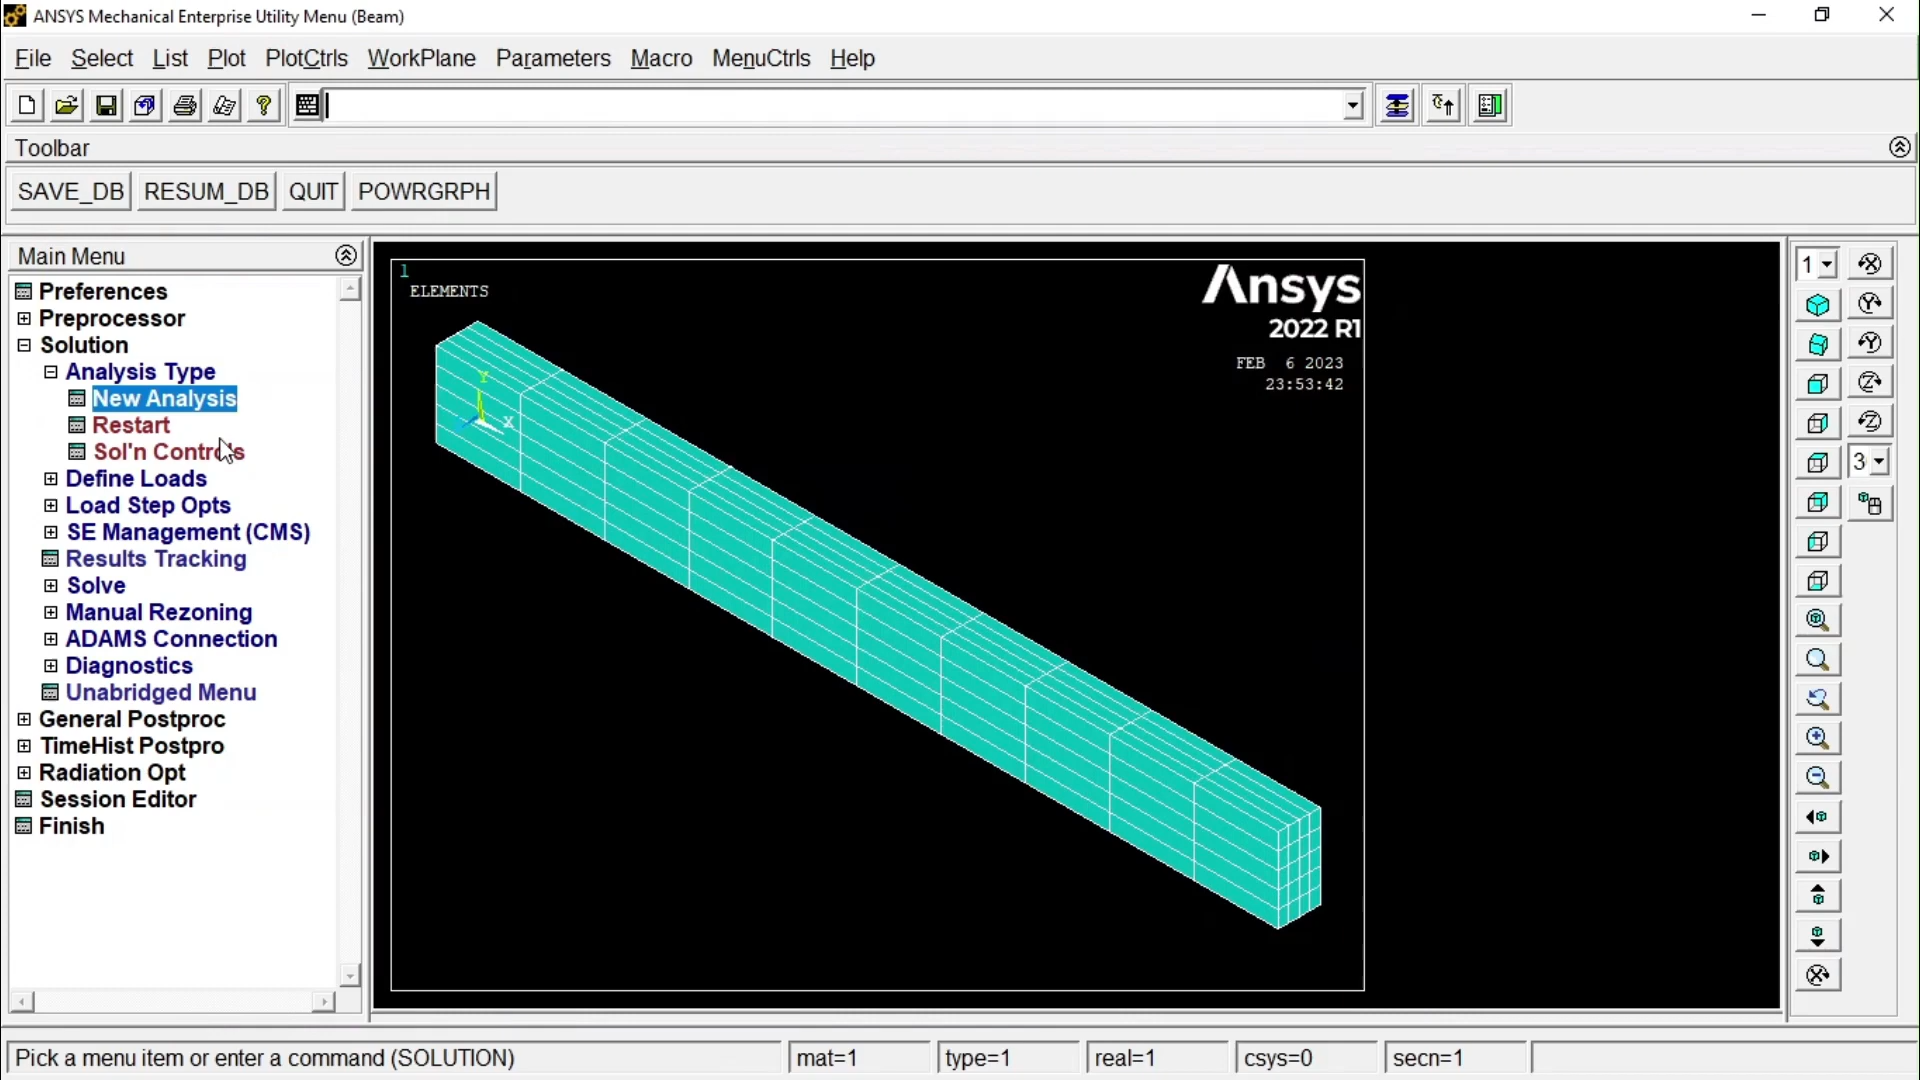 ANSYS Mechanical Enterprise Utility Menu (Beam)
File Select List Plot PlotCtrls WorkPlane Parameters Macro MenuCtrls Help
Toolbar
SAVE_DB RESUM_DB QUIT POWRGRPH
Main Menu
Preferences
Preprocessor
Solution
Analysis Type
New Analysis
Restart
Sol'n Controls
Define Loads
Load Step Opts
SE Management (CMS)
Results Tracking
Solve
Manual Rezoning
ADAMS Connection
Diagnostics
Unabridged Menu
General Postproc
TimeHist Postpro
Radiation Opt
Session Editor
Finish
1
ELEMENTS
Ansys
2022 R1
FEB 6 2023
23:53:42
Y
X
1
3
Pick a menu item or enter a command (SOLUTION) mat=1 type=1 real=1 csys=0 secn=1